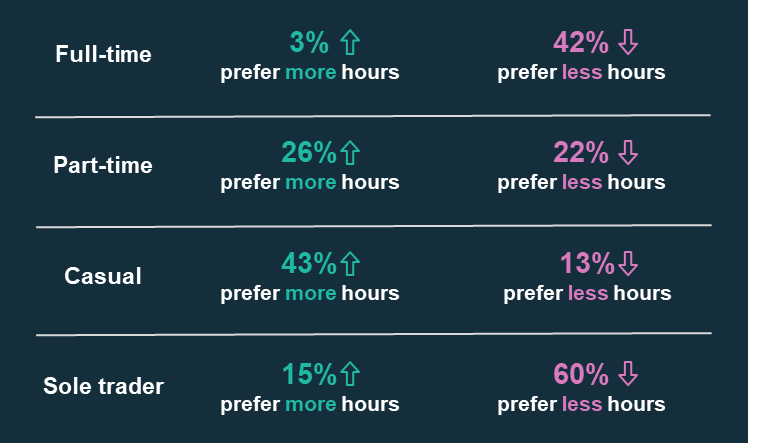 Full-time
3%
prefer more hours
42%
prefer less hours
Part-time
26%
prefer more hours
22%
prefer less hours
Casual
43%
prefer more hours
13%
prefer less hours
Sole trader
15%
prefer more hours
60%
prefer less hours